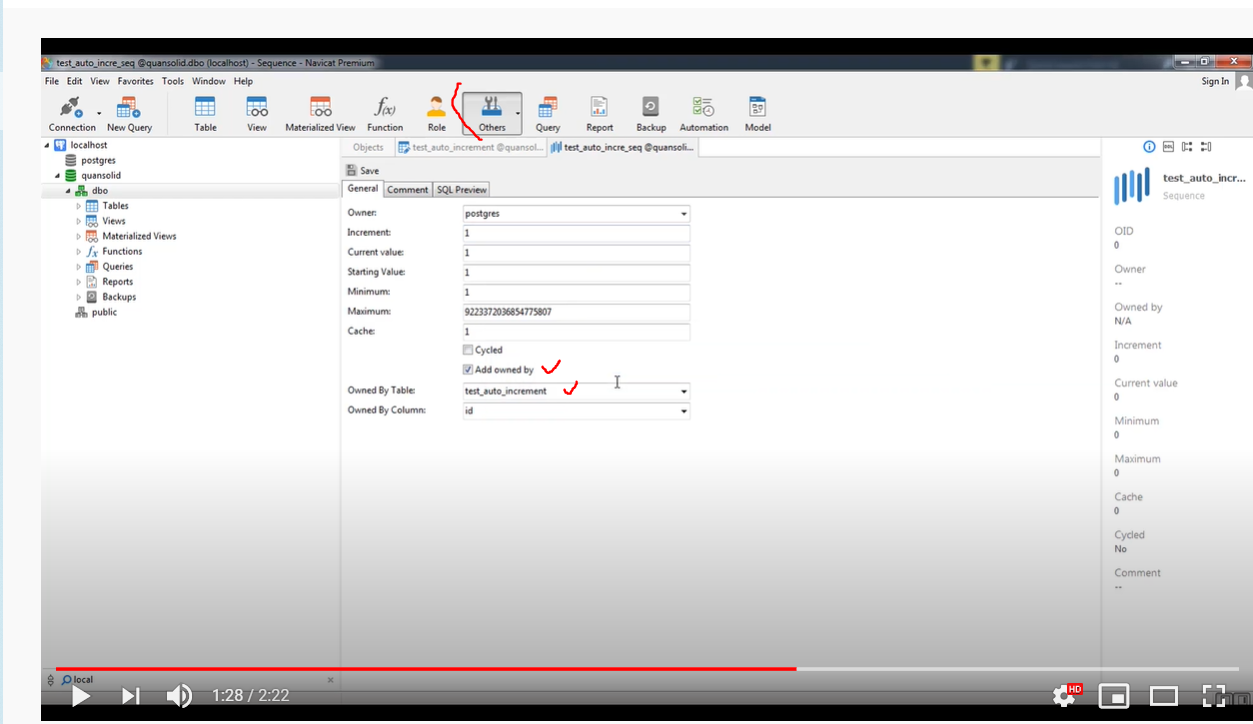 test_auto_incre_seq @quansolid.dbo (localhost) - Sequence - Navicat Premium
File Edit View Favorites Tools Window Help
Sign In
Connection New Query Table View Materialized View Function Role Others Query Report Backup Automation Model
localhost
postgres
quansolid
dbo
Tables
Views
Materialized Views
Functions
Queries
Reports
Backups
public
Objects test_auto_increment @quansol... test_auto_incre_seq @quansoli...
Save
General Comment SQL Preview
Owner: postgres
Increment: 1
Current value: 1
Starting Value: 1
Minimum: 1
Maximum: 9223372036854775807
Cache: 1
Cycled
Add owned by
Owned By Table: test_auto_increment
Owned By Column: id
test_auto_incr...
Sequence
OID
0
Owner
--
Owned by
N/A
Increment
0
Current value
0
Minimum
0
Maximum
0
Cache
0
Cycled
No
Comment
--
local
1:28 / 2:22
HD